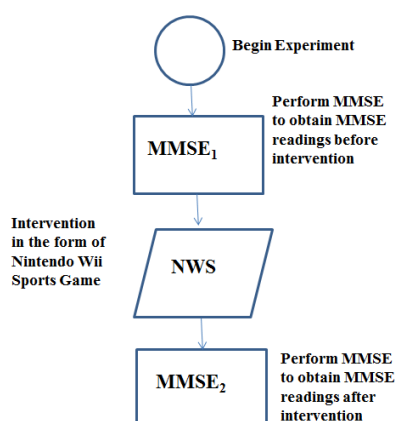 Begin Experiment
Perform MMSE
to obtain MMSE
readings before
intervention
MMSE₁
Intervention
in the form of
Nintendo Wii
Sports Game
NWS
MMSE₂
Perform MMSE
to obtain MMSE
readings after
intervention